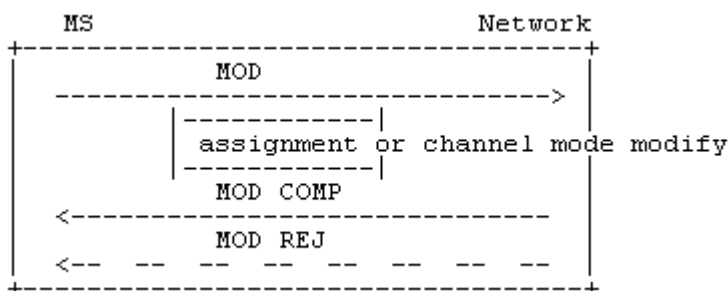 MS Network
MOD
assignment or channel mode modify
MOD COMP
MOD REJ